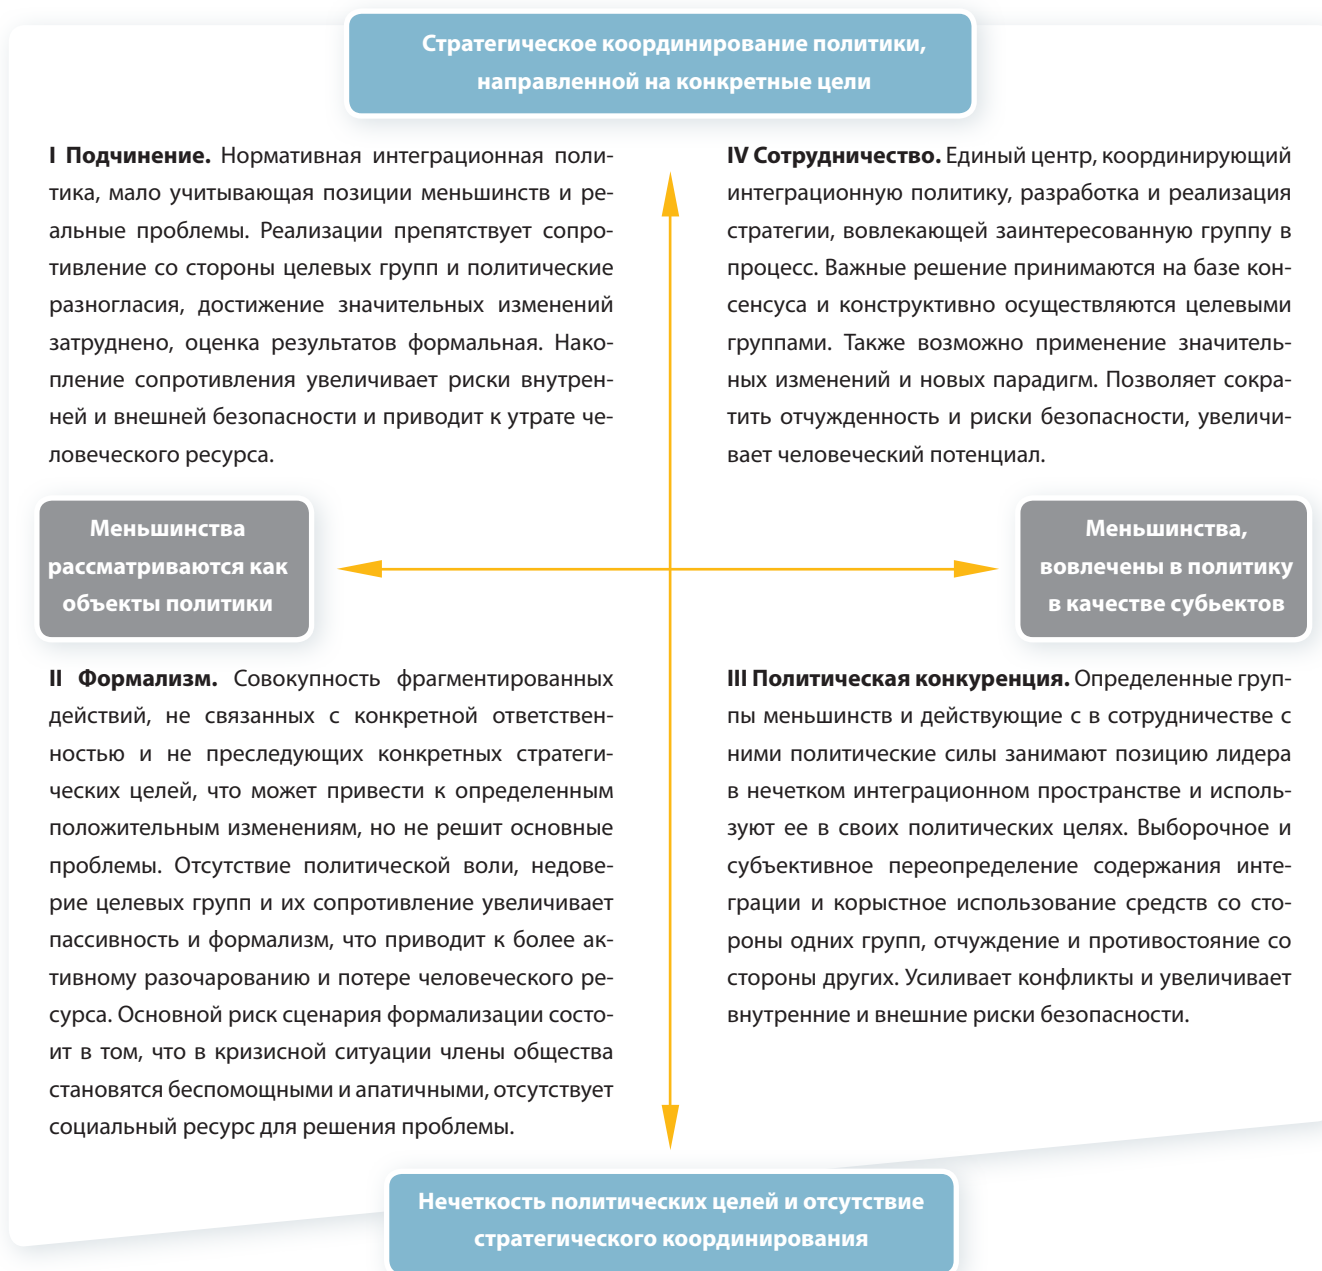 Стратегическое координирование политики,
направленной на конкретные цели
I Подчинение. Нормативная интеграционная поли-
тика, мало учитывающая позиции меньшинств и ре-
альные проблемы. Реализации препятствует сопро-
тивление со стороны целевых групп и политические
разногласия, достижение значительных изменений
затруднено, оценка результатов формальная. Нако-
пление сопротивления увеличивает риски внутрен-
ней и внешней безопасности и приводит к утрате че-
ловеческого ресурса.
IV Сотрудничество. Единый центр, координирующий
интеграционную политику, разработка и реализация
стратегии, вовлекающей заинтересованную группу в
процесс. Важные решение принимаются на базе кон-
сенсуса и конструктивно осуществляются целевыми
группами. Также возможно применение значитель-
ных изменений и новых парадигм. Позволяет сокра-
тить отчужденность и риски безопасности, увеличи-
вает человеческий потенциал.
Меньшинства
рассматриваются как
объекты политики
Меньшинства,
вовлечены в политику
в качестве субьектов
II Формализм. Совокупность фрагментированных
действий, не связанных с конкретной ответствен-
ностью и не преследующих конкретных стратеги-
ческих целей, что может привести к определенным
положительным изменениям, но не решит основные
проблемы. Отсутствие политической воли, недове-
рие целевых групп и их сопротивление увеличивает
пассивность и формализм, что приводит к более ак-
тивному разочарованию и потере человеческого ре-
сурса. Основной риск сценария формализации состо-
ит в том, что в кризисной ситуации члены общества
становятся беспомощными и апатичными, отсутствует
социальный ресурс для решения проблемы.
III Политическая конкуренция. Определенные груп-
пы меньшинств и действующие с в сотрудничестве с
ними политические силы занимают позицию лидера
в нечетком интеграционном пространстве и исполь-
зуют ее в своих политических целях. Выборочное и
субъективное переопределение содержания инте-
грации и корыстное использование средств со сто-
роны одних групп, отчуждение и противостояние со
стороны других. Усиливает конфликты и увеличивает
внутренние и внешние риски безопасности.
Нечеткость политических целей и отсутствие
стратегического координирования